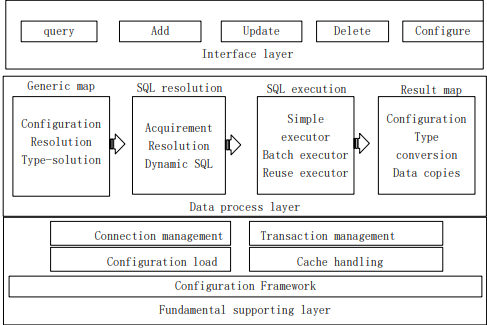 query
Add
Update
Delete
Configure
Interface layer
Generic map
SQL resolution
SQL execution
Result map
Configuration
Resolution
Type-solution
Acquirement
Resolution
Dynamic SQL
Simple
executor
Batch executor
Reuse executor
Configuration
Type
conversion
Data copies
Data process layer
Connection management
Transaction management
Configuration load
Cache handling
Configuration Framework
Fundamental supporting layer